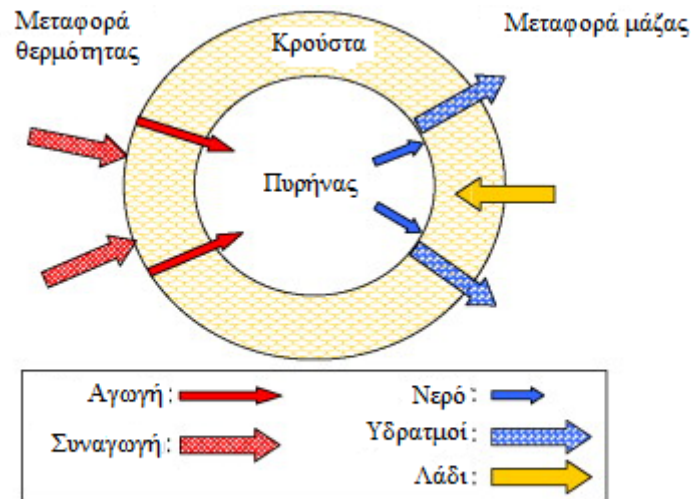 Μεταφορά
θερμότητας
Κρούστα
Μεταφορά μάζας
Πυρήνας
Αγωγή:
Συναγωγή:
Νερό:
Υδρατμοί:
Λάδι: